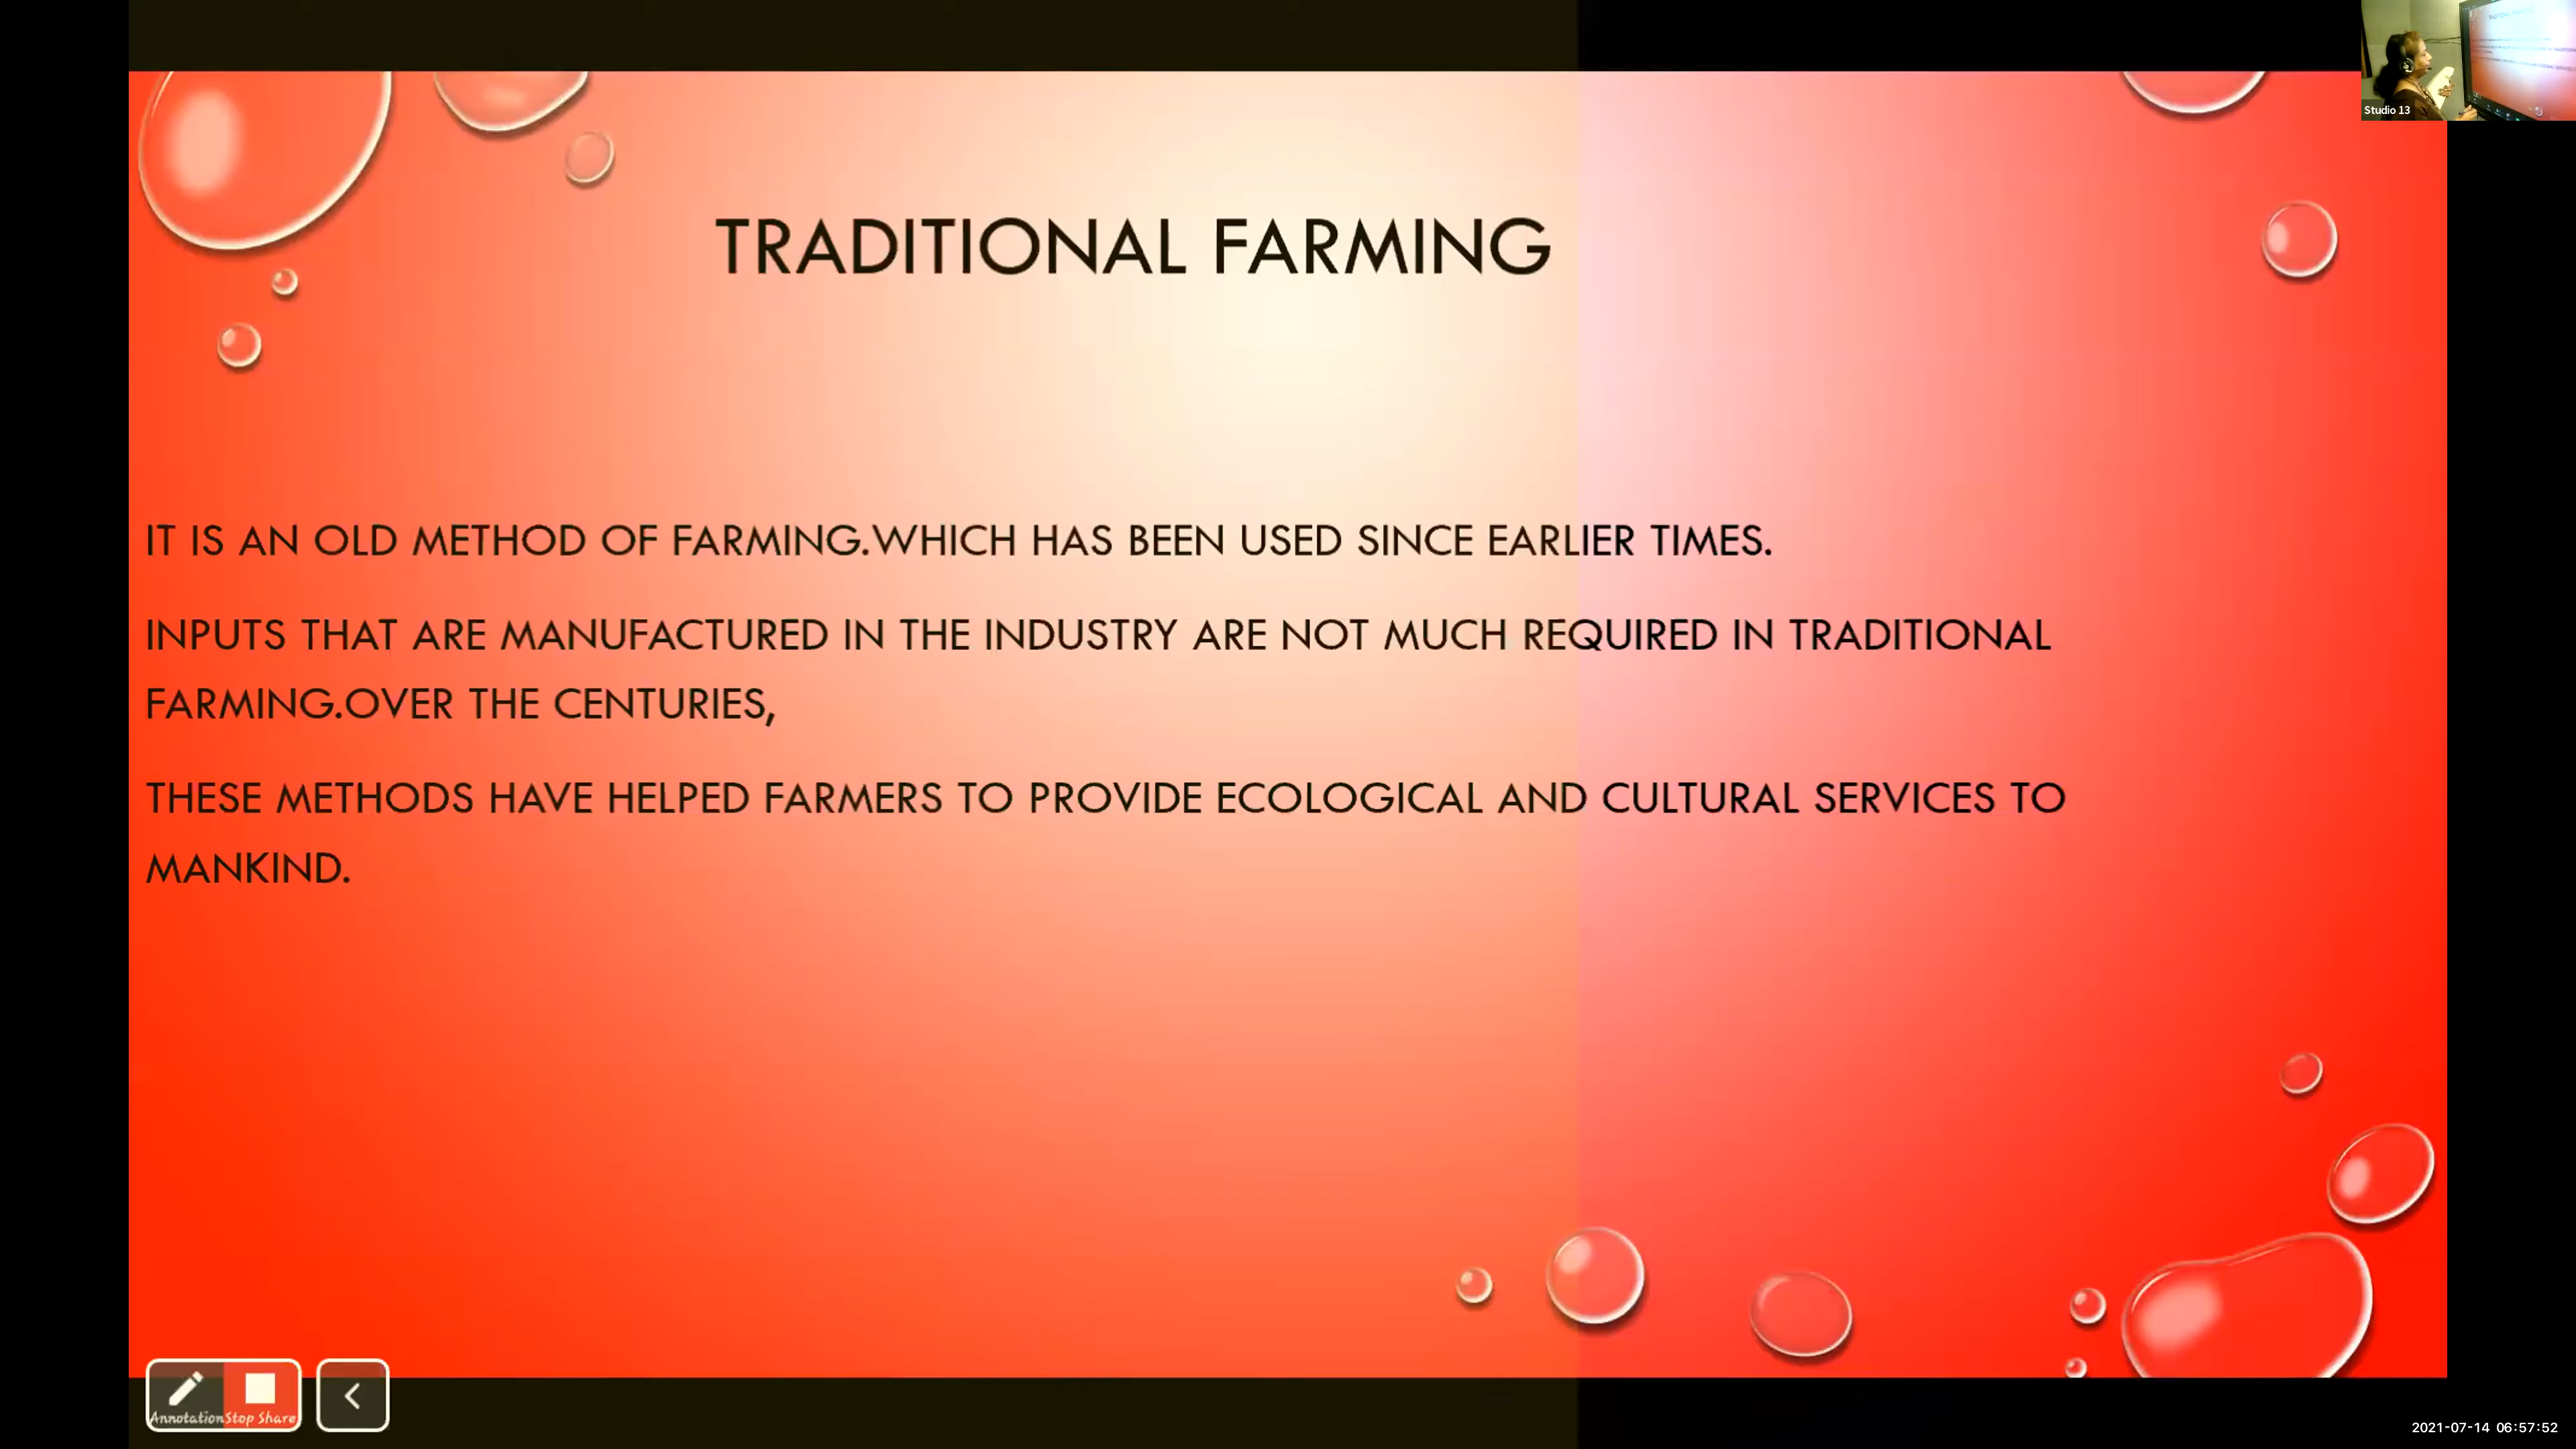 Studio 13
TRADITIONAL FARMING
IT IS AN OLD METHOD OF FARMING.WHICH HAS BEEN USED SINCE EARLIER TIMES.
INPUTS THAT ARE MANUFACTURED IN THE INDUSTRY ARE NOT MUCH REQUIRED IN TRADITIONAL
FARMING.OVER THE CENTURIES,
THESE METHODS HAVE HELPED FARMERS TO PROVIDE ECOLOGICAL AND CULTURAL SERVICES TO
MANKIND.
Annotation Stop Share
2021-07-14 06:57:52